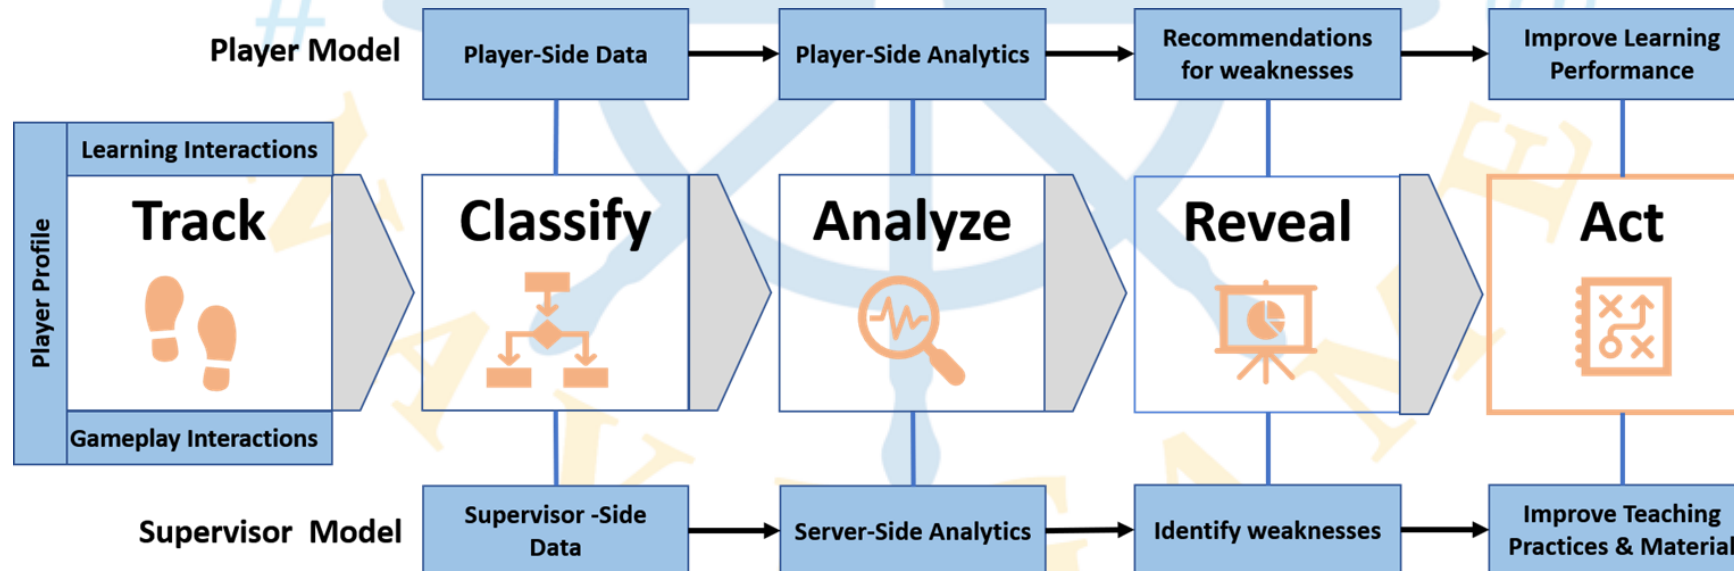 #
Player Model
Player-Side Data
Player-Side Analytics
Recommendations
for weaknesses
Improve Learning
Performance
Player Profile
Learning Interactions
Track
Gameplay Interactions
Classify
Analyze
Reveal
Act
Supervisor Model
Supervisor -Side
Data
Server-Side Analytics
Identify weaknesses
Improve Teaching
Practices & Material